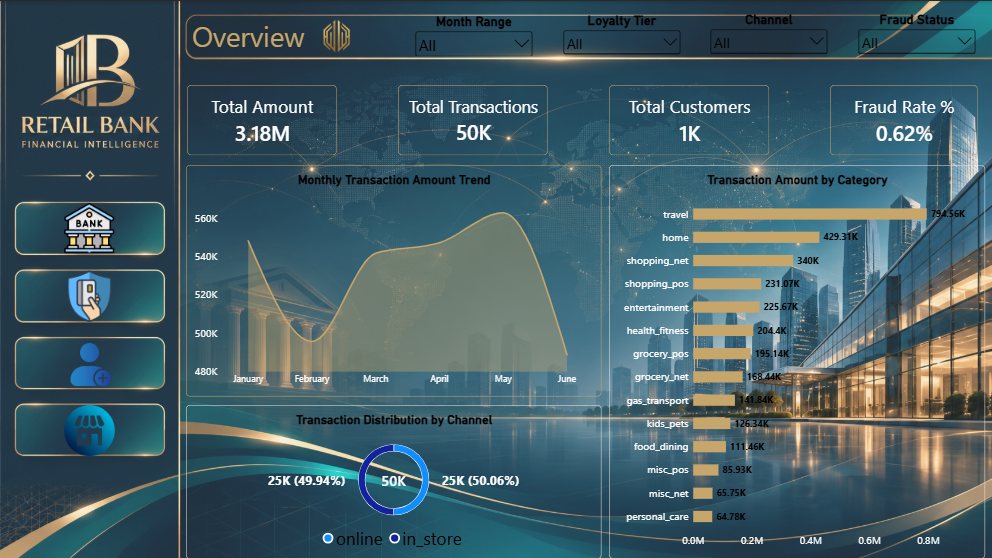 RETAIL BANK
FINANCIAL INTELLIGENCE
BANK
Overview
Month Range
All
Loyalty Tier
All
Channel
All
Fraud Status
All
Total Amount
3.18M
Total Transactions
50K
Total Customers
1K
Fraud Rate %
0.62%
Monthly Transaction Amount Trend
560K
540K
520K
500K
480K
January February March April May June
Transaction Distribution by Channel
25K (49.94%)
50K
25K (50.06%)
online in_store
Transaction Amount by Category
travel 794.56K
home 429.31K
shopping_net 340K
shopping_pos 231.07K
entertainment 225.67K
health_fitness 204.4K
grocery_pos 195.14K
grocery_net 168.44K
gas_transport 141.84K
kids_pets 126.34K
food_dining 111.46K
misc_pos 85.93K
misc_net 65.75K
personal_care 64.78K
0.0M 0.2M 0.4M 0.6M 0.8M